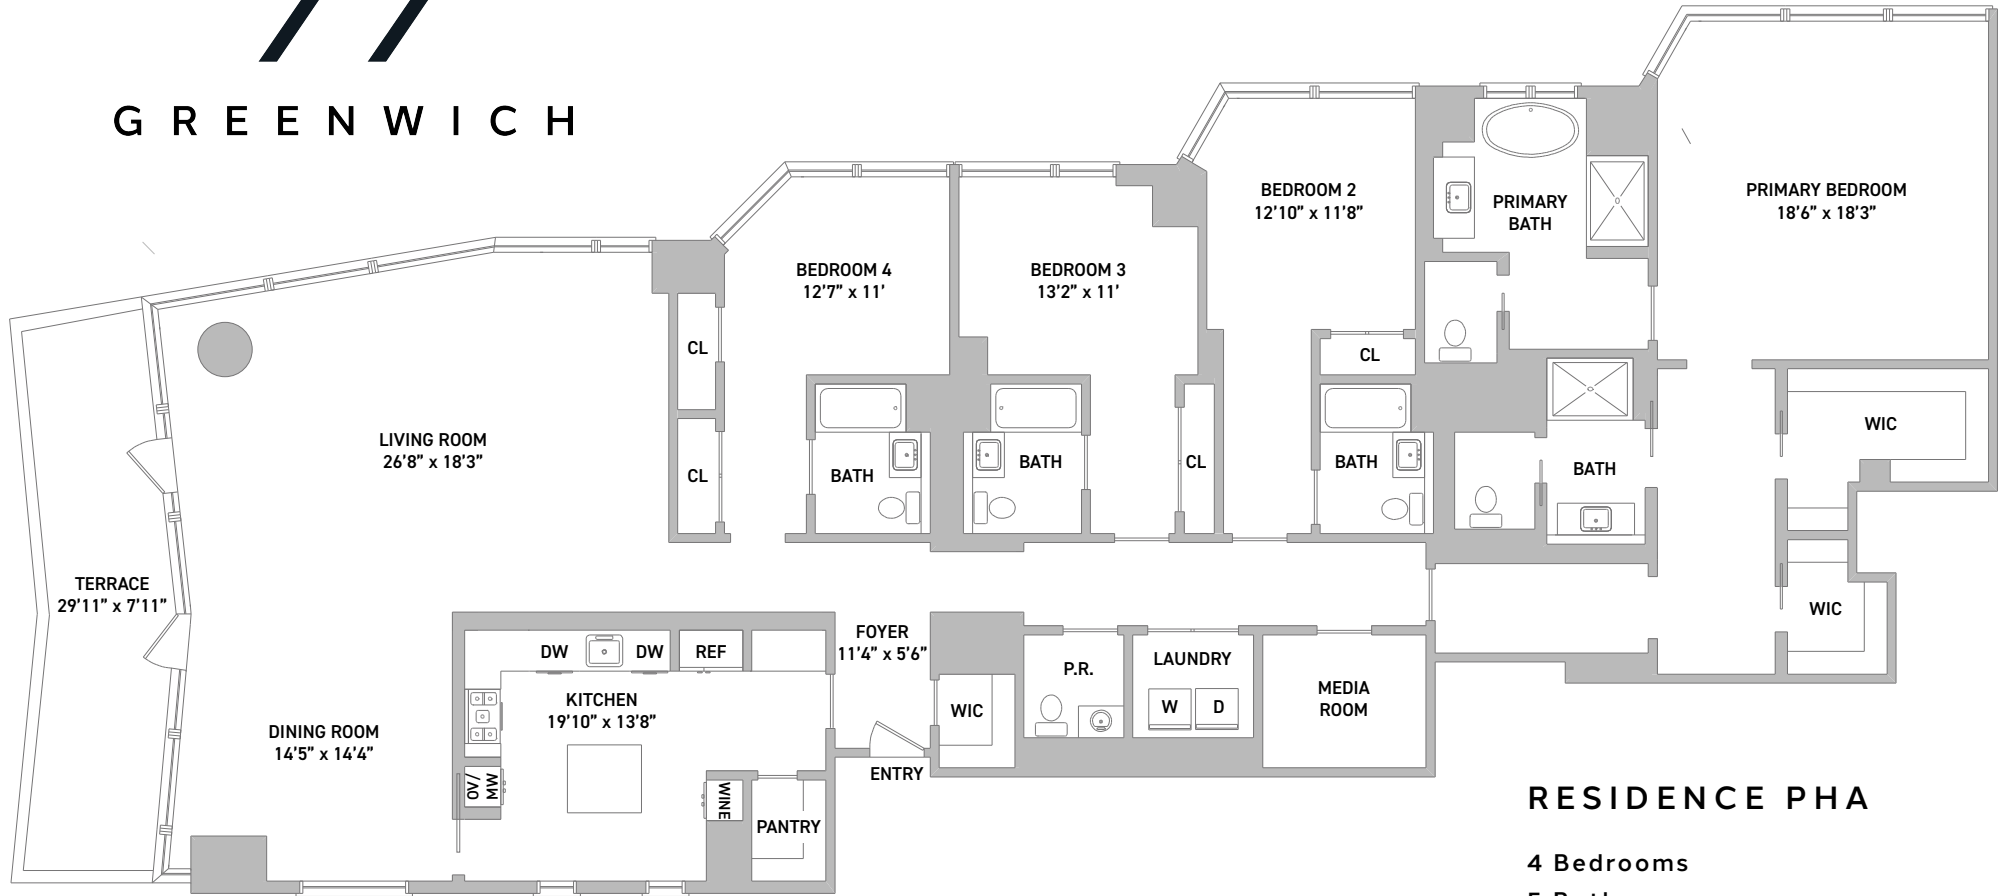 GREENWICH
BEDROOM 2
12'10” x 11'8”
PRIMARY
BATH
PRIMARY BEDROOM
18'6” x 18'3”
BEDROOM 4
12'7” x 11'
BEDROOM 3
13'2” x 11'
CL
CL
LIVING ROOM
26'8” x 18'3”
WIC
CL
BATH
BATH
CL
BATH
BATH
TERRACE
29'11” x 7'11”
WIC
FOYER
11'4” x 5'6”
DW
DW
REF
P.R.
LAUNDRY
W
D
MEDIA
ROOM
KITCHEN
19'10” x 13'8”
WIC
DINING ROOM
14'5” x 14'4”
ENTRY
MW
/OV
WINE
PANTRY
RESIDENCE PHA
4 Bedrooms